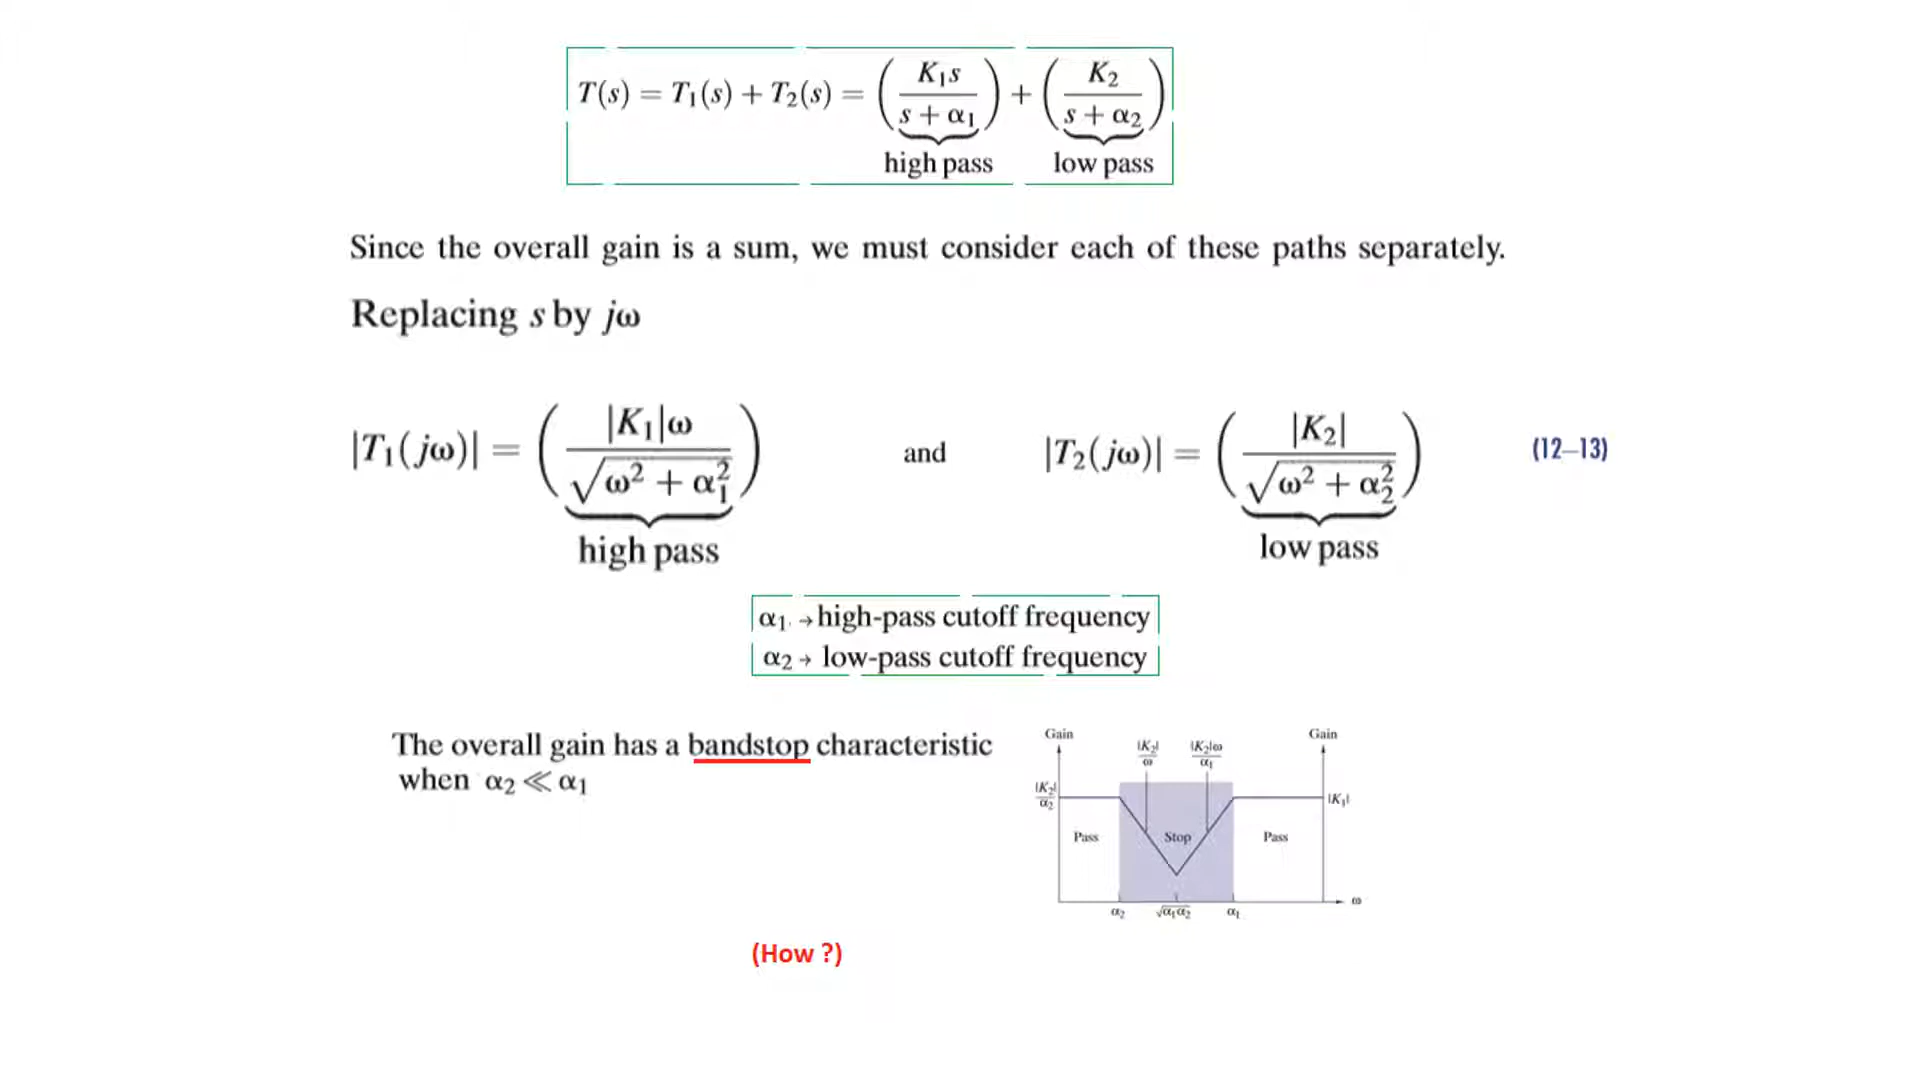 T(s) = T₁(s) + T₂(s) = (K₁s / (s + α₁)) + (K₂ / (s + α₂))
high pass low pass
Since the overall gain is a sum, we must consider each of these paths separately.
Replacing s by jω
|T₁(jω)| = (|K₁|ω / √(ω² + α₁²)) and |T₂(jω)| = (|K₂| / √(ω² + α₂²)) (12–13)
high pass low pass
α₁ → high-pass cutoff frequency
α₂ → low-pass cutoff frequency
The overall gain has a bandstop characteristic
when α₂ ≪ α₁
Gain Gain
|K₂|/ω |K₂|ω/α₁
|K₂|/α₂ |K₁|
Pass Stop Pass
α₂ √α₁α₂ α₁ ω
(How ?)